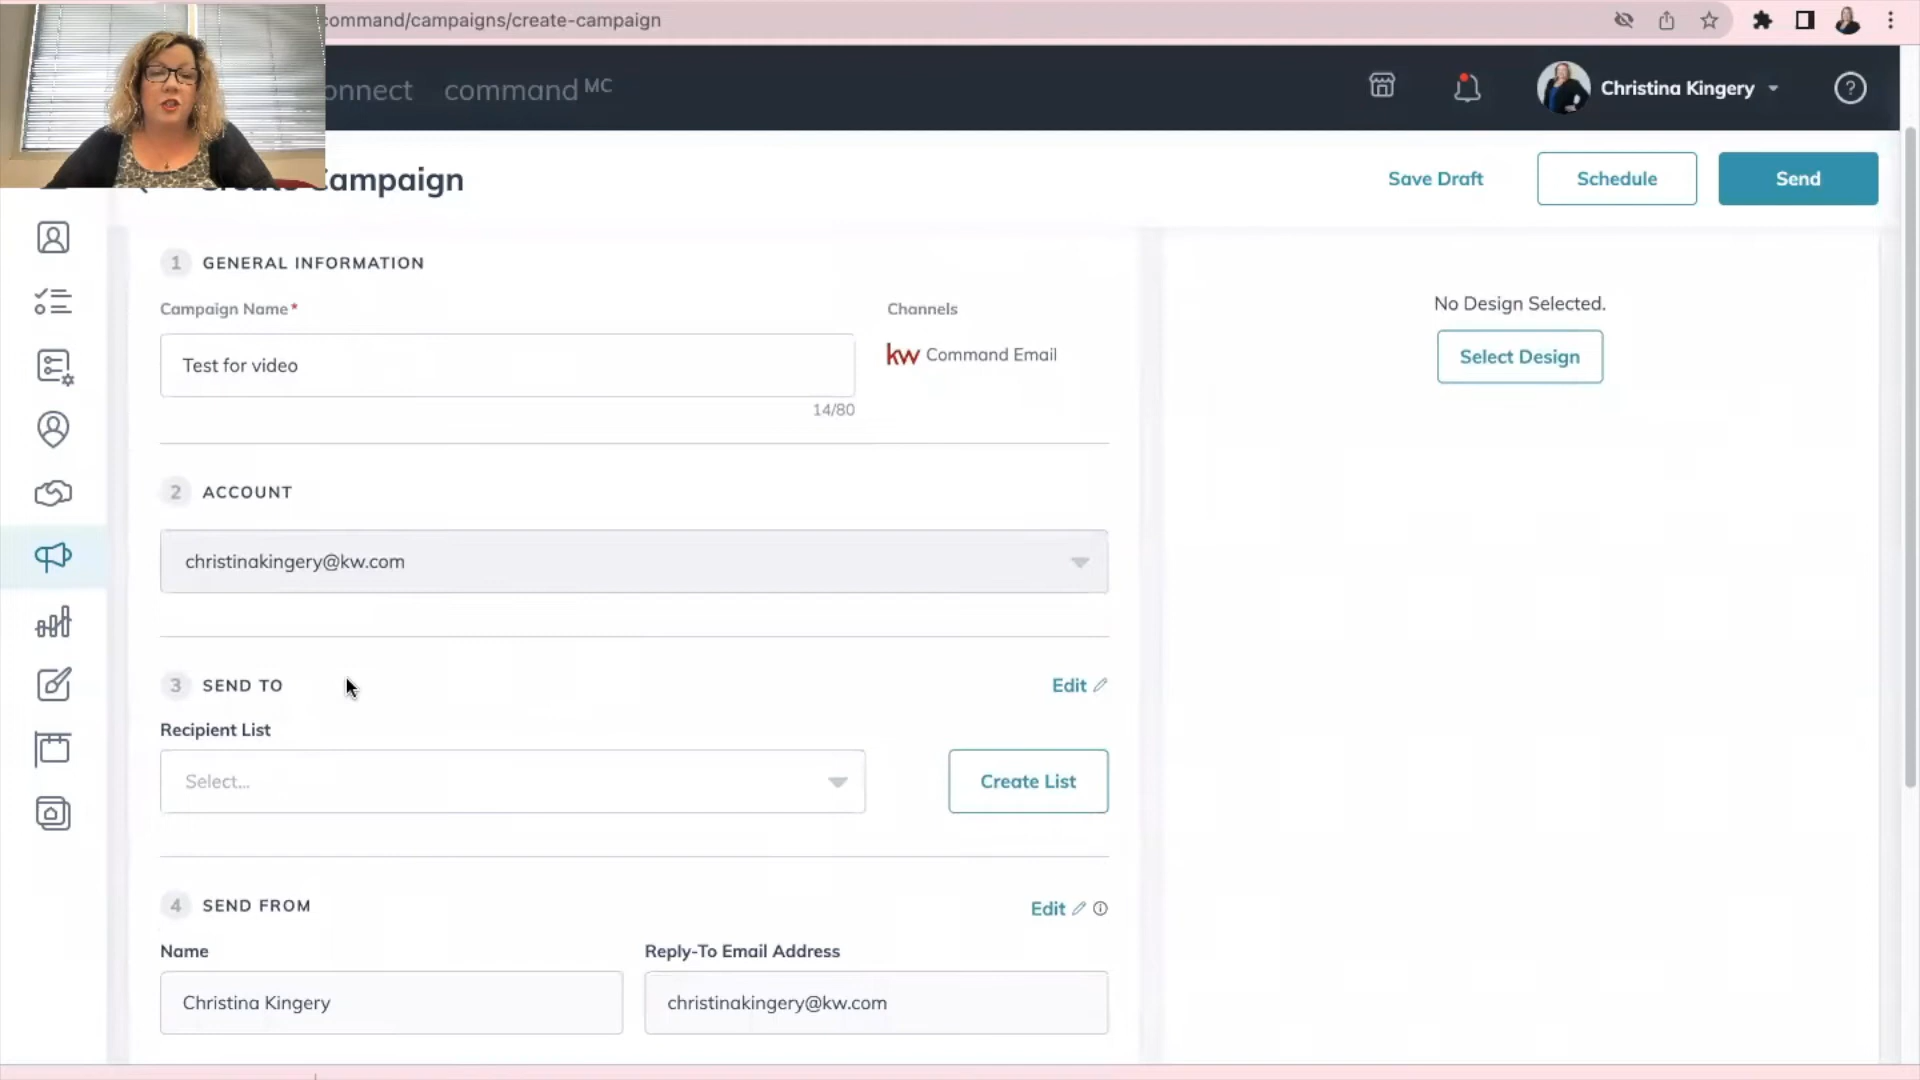 command/campaigns/create-campaign
onnect command MC
Christina Kingery
Create Campaign
Save Draft
Schedule
Send
1 GENERAL INFORMATION
Campaign Name*
Channels
Test for video
kw Command Email
14/80
No Design Selected.
Select Design
2 ACCOUNT
christinakingery@kw.com
3 SEND TO
Edit
Recipient List
Select...
Create List
4 SEND FROM
Edit
Name
Reply-To Email Address
Christina Kingery
christinakingery@kw.com